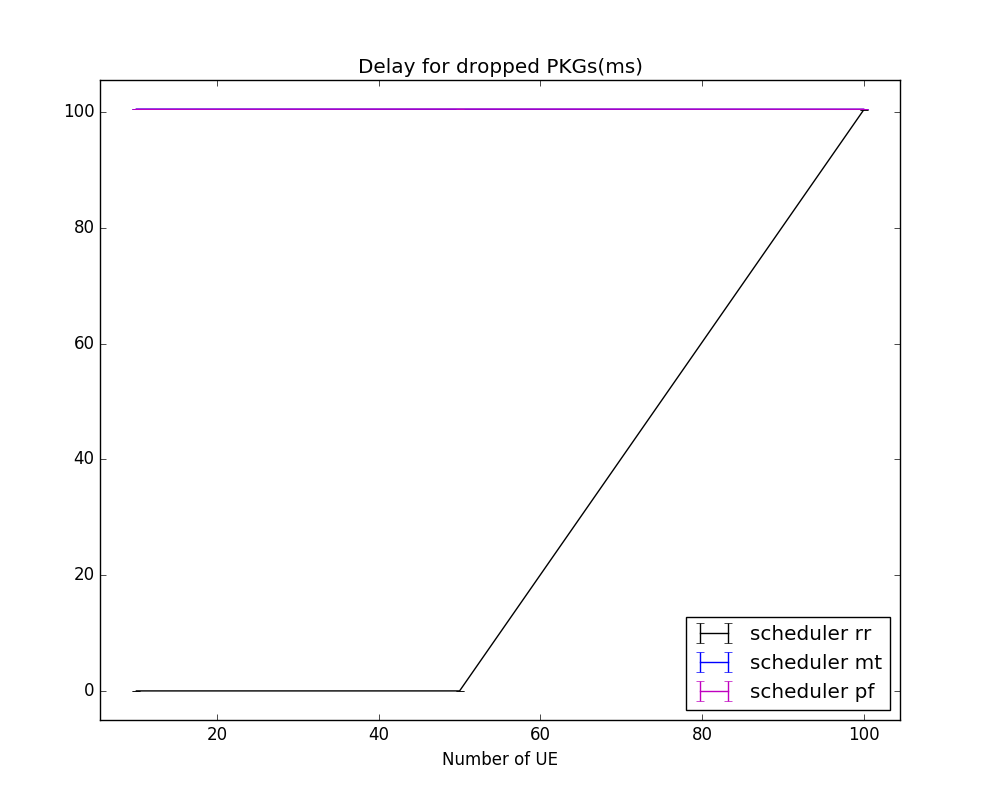 Delay for dropped PKGs(ms)
100
80
60
40
20
0
scheduler rr
scheduler mt
scheduler pf
20 40 60 80 100
Number of UE